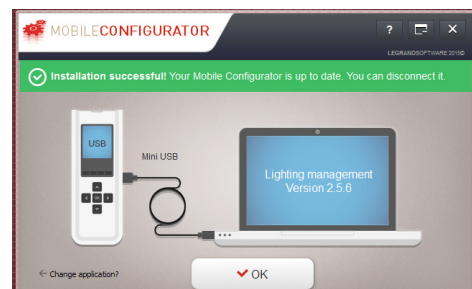 MOBILECONFIGURATOR
?
LEGRANDSOFTWARE 2015©
Installation successful! Your Mobile Configurator is up to date. You can disconnect it.
USB
Mini USB
Lighting management
Version 2.5.6
← Change application?
OK